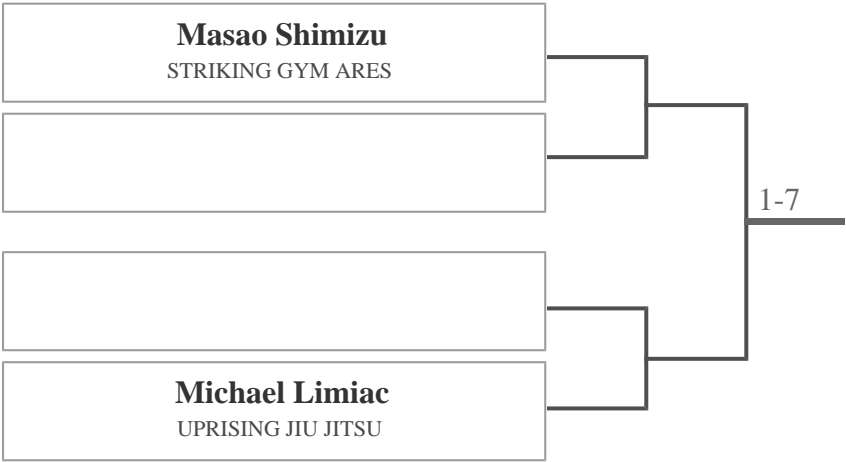 Masao Shimizu
STRIKING GYM ARES
1-7
Michael Limiac
UPRISING JIU JITSU